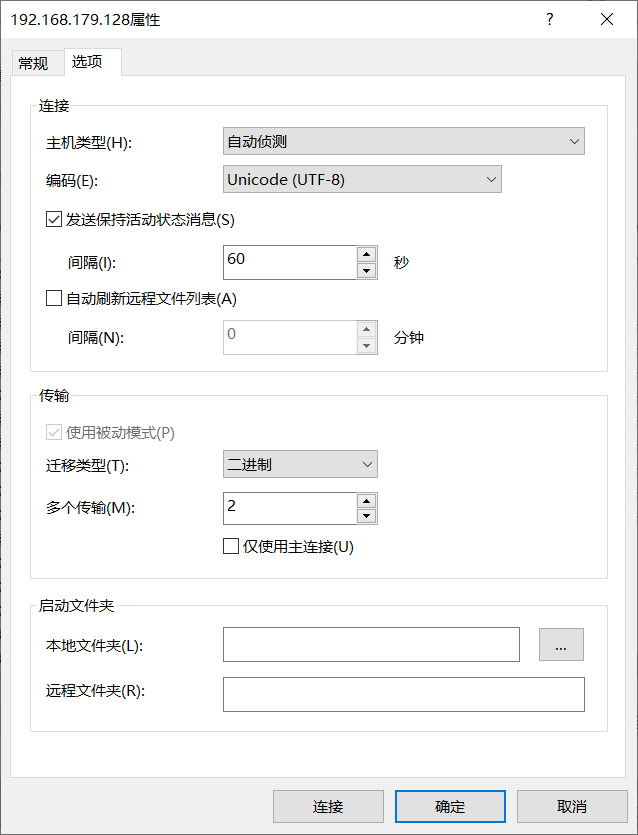 192.168.179.128属性
常规 选项
连接
主机类型(H): 自动侦测
编码(E): Unicode (UTF-8)
发送保持活动状态消息(S)
间隔(I): 60 秒
自动刷新远程文件列表(A)
间隔(N): 0 分钟
传输
使用被动模式(P)
迁移类型(T): 二进制
多个传输(M): 2
仅使用主连接(U)
启动文件夹
本地文件夹(L): ...
远程文件夹(R):
连接 确定 取消